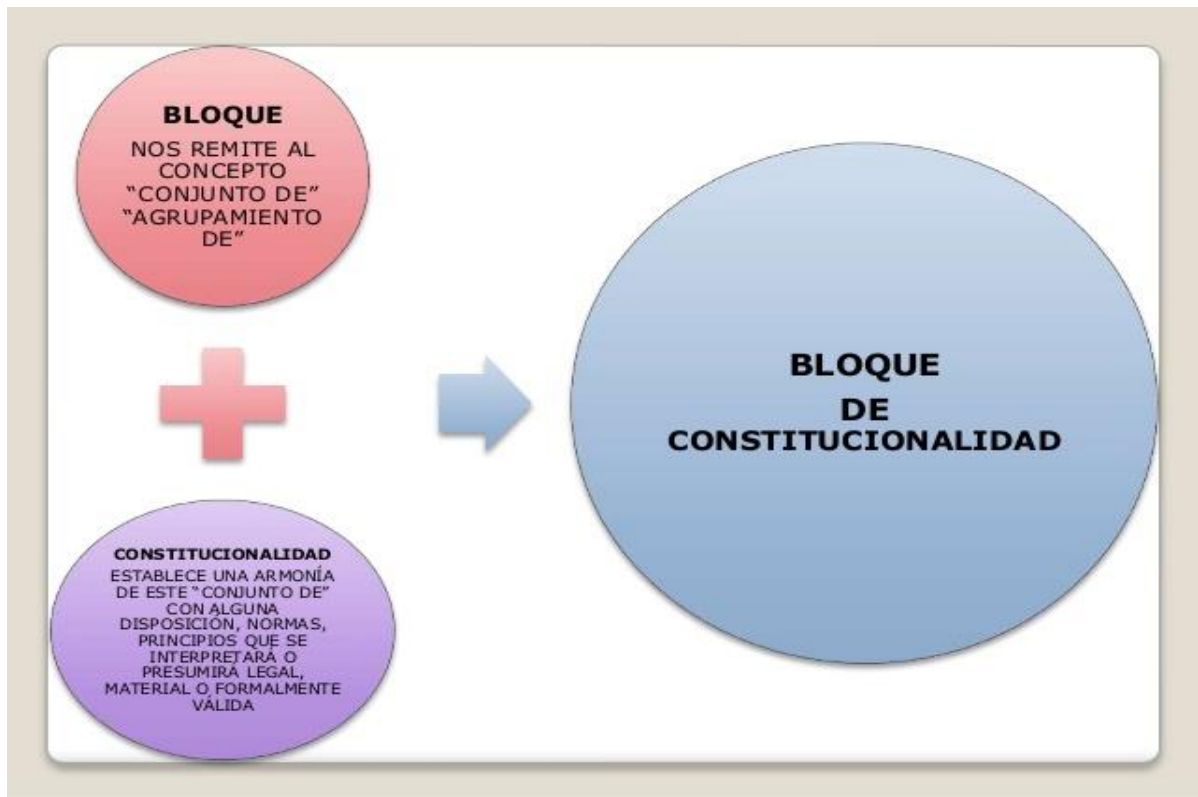 BLOQUE
NOS REMITE AL
CONCEPTO
“CONJUNTO DE”
“AGRUPAMIENTO
DE”
CONSTITUCIONALIDAD
ESTABLECE UNA ARMONÍA
DE ESTE “CONJUNTO DE”
CON ALGUNA
DISPOSICIÓN, NORMAS,
PRINCIPIOS QUE SE
INTERPRETARÁ O
PRESUMIRÁ LEGAL,
MATERIAL O FORMALMENTE
VÁLIDA
BLOQUE
DE
CONSTITUCIONALIDAD